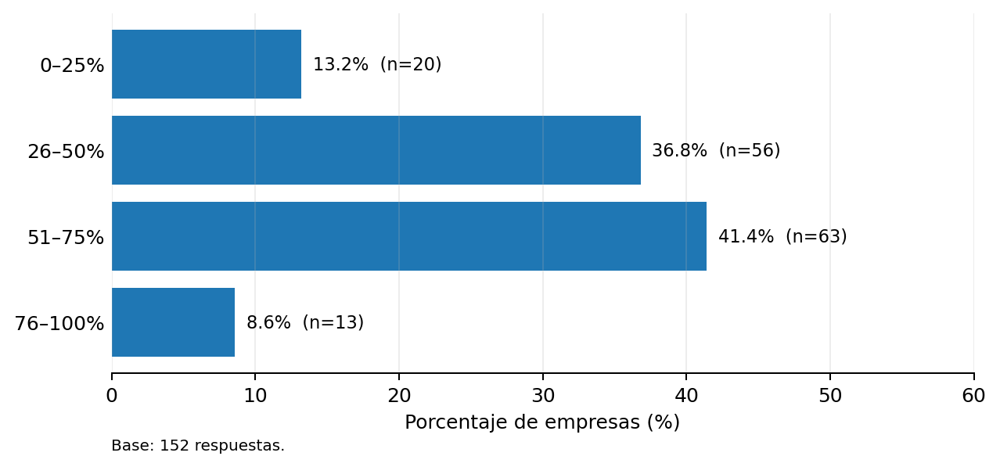 0–25% 13.2% (n=20)
26–50% 36.8% (n=56)
51–75% 41.4% (n=63)
76–100% 8.6% (n=13)
0 10 20 30 40 50 60
Porcentaje de empresas (%)
Base: 152 respuestas.